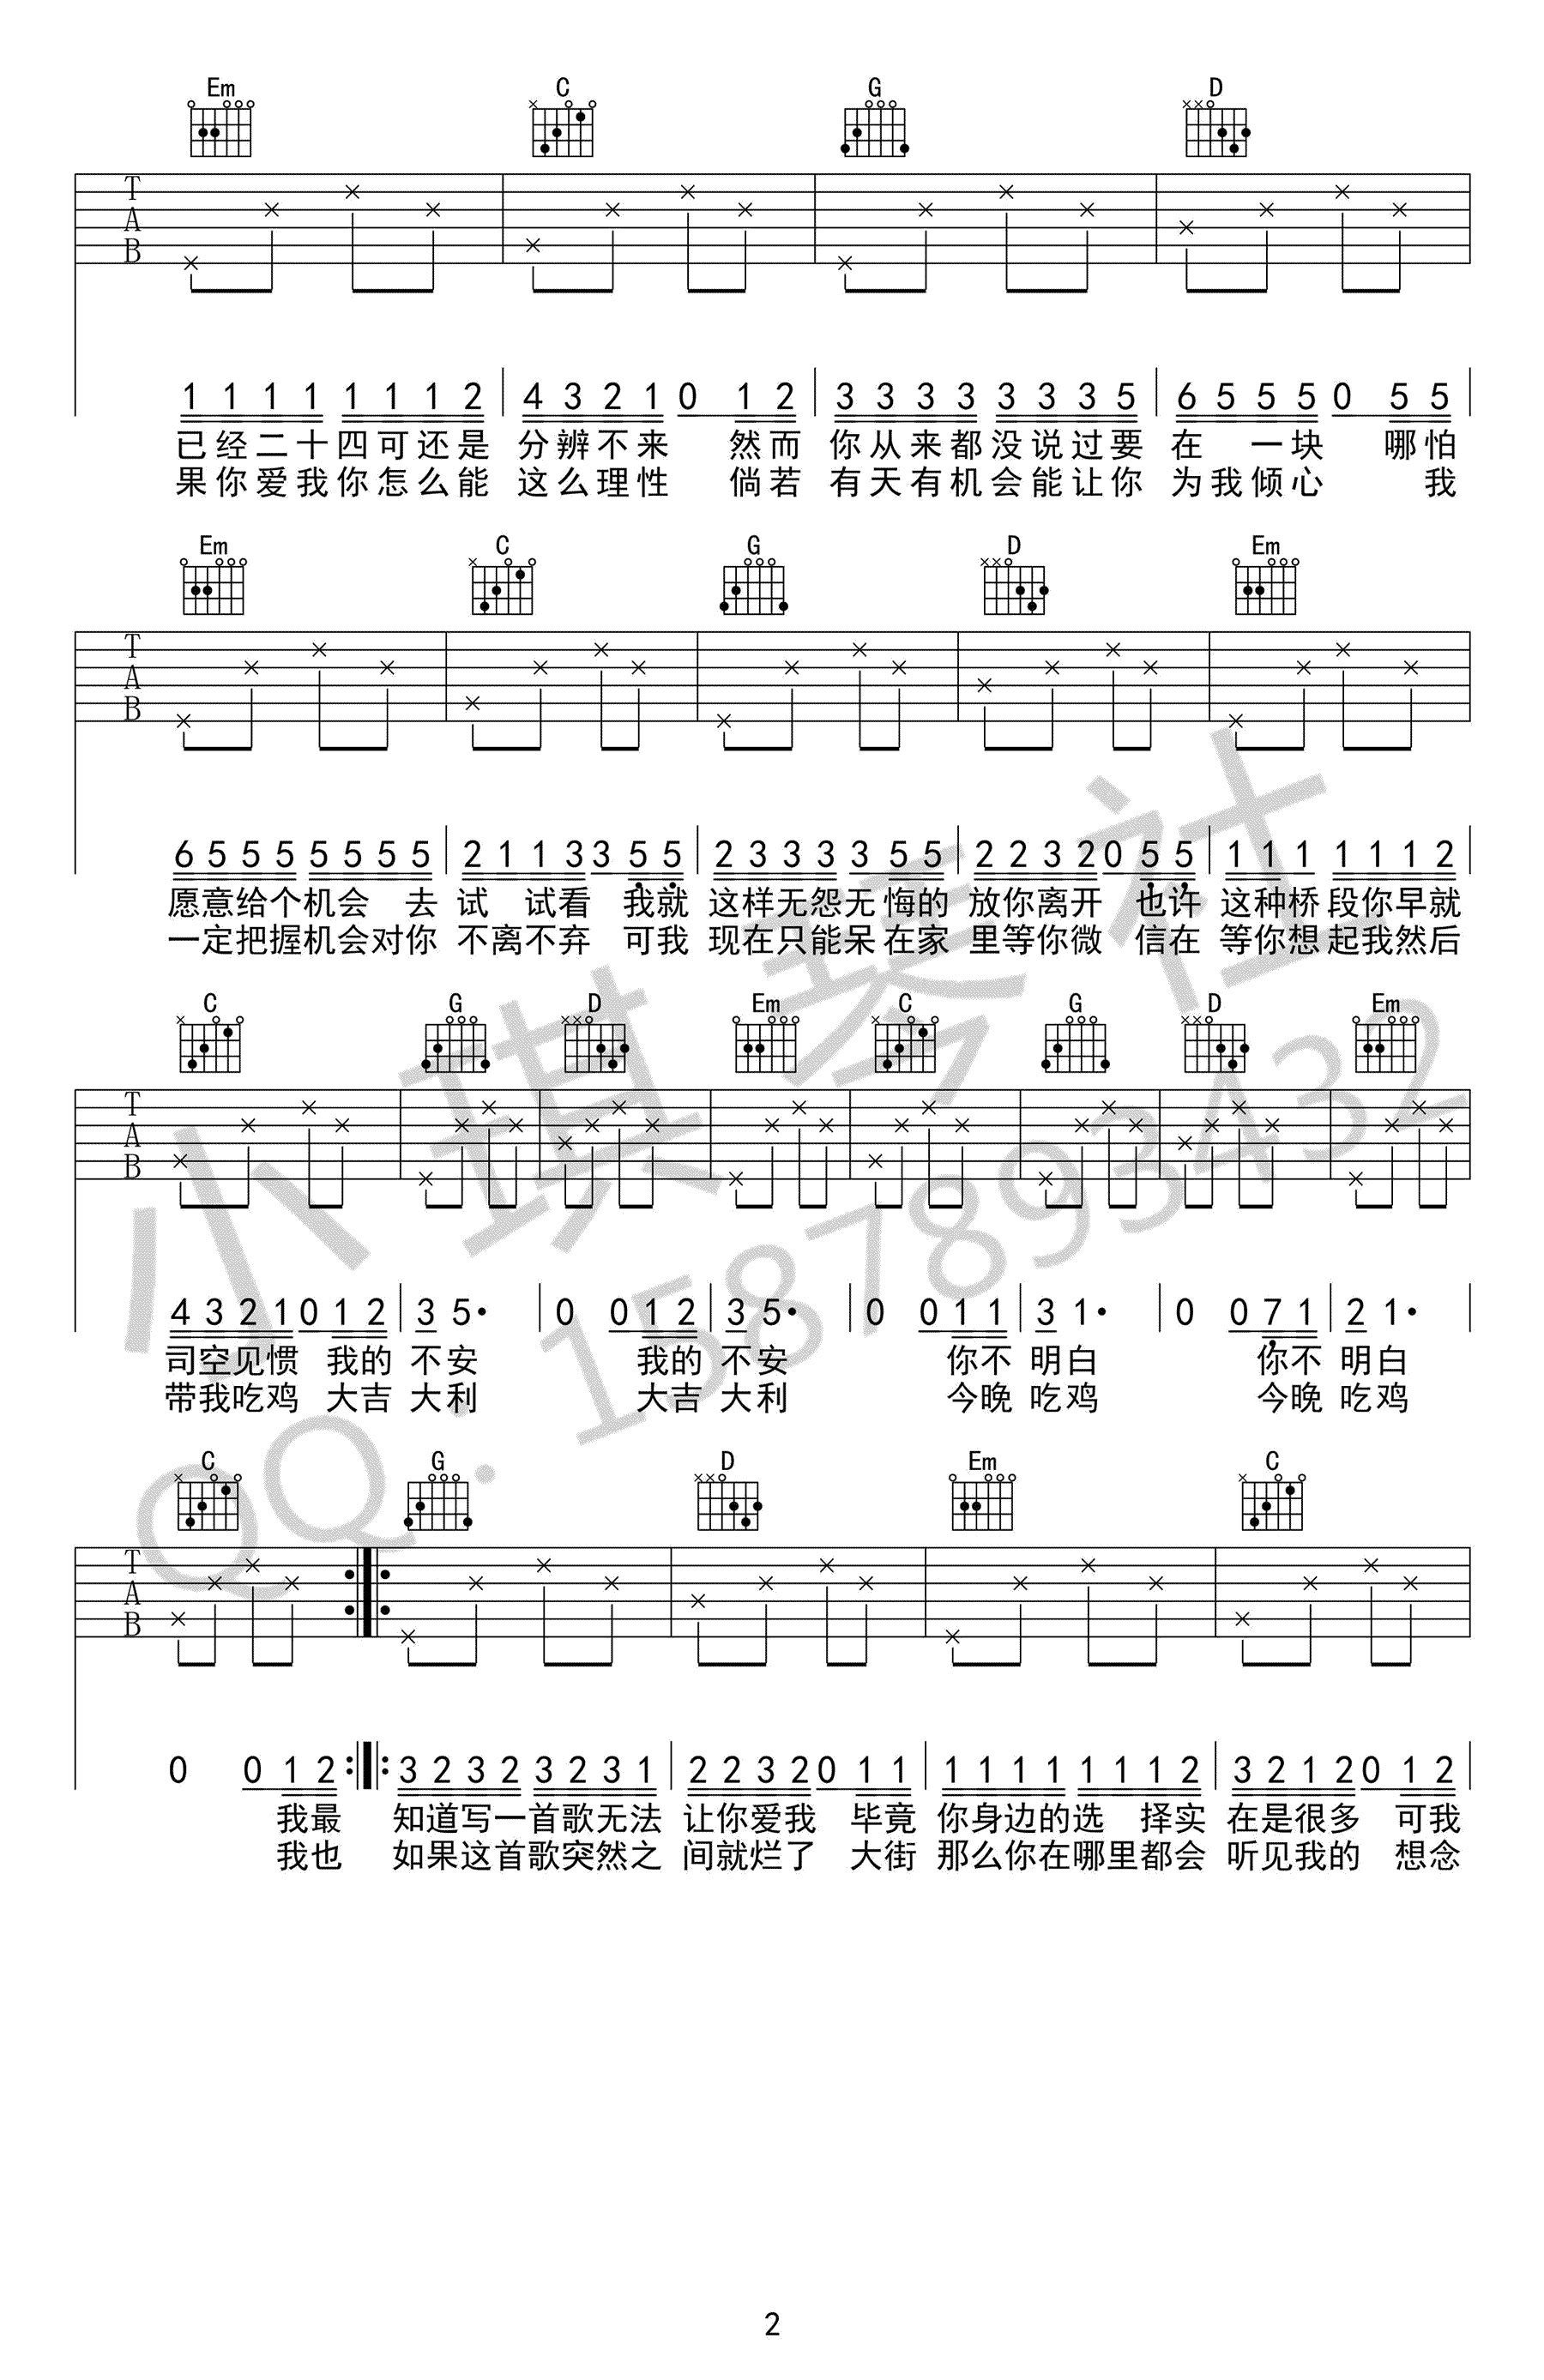 Em C G D
T
A
B
1 1 1 1 1 1 1 2 4 3 2 1 0 1 2 3 3 3 3 3 3 3 5 6 5 5 5 0 5 5
已经二十四可还是 分辨不来 然而 你从来都没说过要 在 一块 哪怕
果你爱我你怎么能 这么理性 倘若 有天有机会能让你 为我倾心 我
Em C G D Em
T
A
B
6 5 5 5 5 5 5 5 2 1 1 3 3 5 5 2 3 3 3 3 5 5 2 2 3 2 0 5 5 1 1 1 1 1 1 2
愿意给个机会 去 试 试看 我就 这样无怨无 悔的 放你离开 也许 这种桥 段你早就
一定把握机会对你 不离不弃 可我 现在只能呆 在家 里等你微 信在 等你想 起我然后
C G D Em C G D Em
T
A
B
4 3 2 1 0 1 2 3 5· 0 0 1 2 3 5· 0 0 1 1 3 1· 0 0 7 1 2 1·
司空见惯 我的 不安 我的 不安 你不 明白 你不 明白
带我吃鸡 大吉 大利 大吉 大利 今晚 吃鸡 今晚 吃鸡
C G D Em C
T
A
B
0 0 1 2 3 2 3 2 3 2 3 1 2 2 3 2 0 1 1 1 1 1 1 1 1 1 2 3 2 1 2 0 1 2
我最 知道写一首歌无法 让你爱我 毕竟 你身边的选 择实 在是很多 可我
我也 如果这首歌突然之 间就烂了 大街 那么你在哪里都会 听见我的 想念
小琪琴社
QQ：1587893432
2